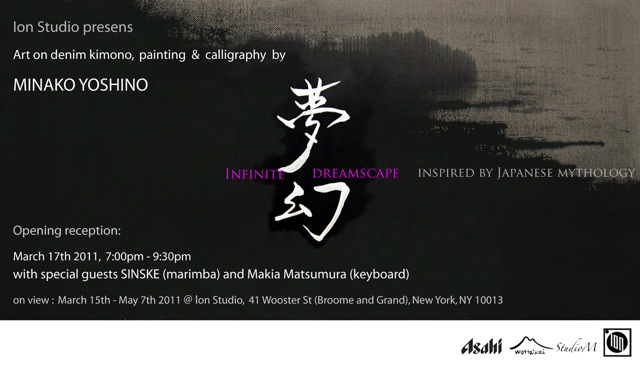 Ion Studio presens
Art on denim kimono, painting & calligraphy by
MINAKO YOSHINO
夢幻
INFINITE DREAMSCAPE INSPIRED BY JAPANESE MYTHOLOGY
Opening reception:
March 17th 2011, 7:00pm - 9:30pm
with special guests SINSKE (marimba) and Makia Matsumura (keyboard)
on view : March 15th - May 7th 2011 @ Ion Studio, 41 Wooster St (Broome and Grand), New York, NY 10013
Asahi StudioM Ion